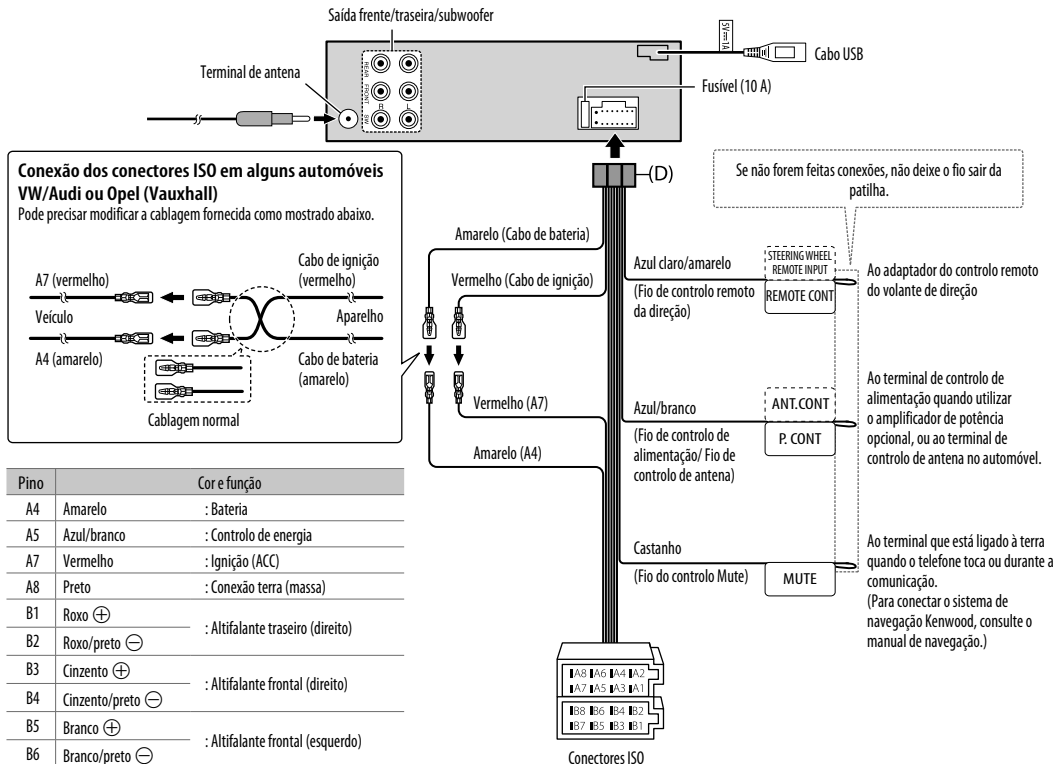 Saída frente/traseira/subwoofer
REAR
FRONT
R
L
SW
5V⎓1A
Cabo USB
Terminal de antena
Fusível (10 A)
Conexão dos conectores ISO em alguns automóveis
VW/Audi ou Opel (Vauxhall)
Pode precisar modificar a cablagem fornecida como mostrado abaixo.
A7 (vermelho)
Cabo de ignição
(vermelho)
Veículo
Aparelho
A4 (amarelo)
Cabo de bateria
(amarelo)
Cablagem normal
(D)
Se não forem feitas conexões, não deixe o fio sair da
patilha.
Amarelo (Cabo de bateria)
Vermelho (Cabo de ignição)
Vermelho (A7)
Amarelo (A4)
Azul claro/amarelo
(Fio de controlo remoto
da direção)
STEERING WHEEL
REMOTE INPUT
REMOTE CONT
Ao adaptador do controlo remoto
do volante de direção
Azul/branco
(Fio de controlo de
alimentação/ Fio de
controlo de antena)
ANT.CONT
P. CONT
Ao terminal de controlo de
alimentação quando utilizar
o amplificador de potência
opcional, ou ao terminal de
controlo de antena no automóvel.
Castanho
(Fio do controlo Mute)
MUTE
Ao terminal que está ligado à terra
quando o telefone toca ou durante a
comunicação.
(Para conectar o sistema de
navegação Kenwood, consulte o
manual de navegação.)
Pino Cor e função
A4 Amarelo : Bateria
A5 Azul/branco : Controlo de energia
A7 Vermelho : Ignição (ACC)
A8 Preto : Conexão terra (massa)
B1 Roxo ⊕
: Altifalante traseiro (direito)
B2 Roxo/preto ⊖
B3 Cinzento ⊕
: Altifalante frontal (direito)
B4 Cinzento/preto ⊖
B5 Branco ⊕
: Altifalante frontal (esquerdo)
B6 Branco/preto ⊖
A8 A6 A4 A2
A7 A5 A3 A1
B8 B6 B4 B2
B7 B5 B3 B1
Conectores ISO